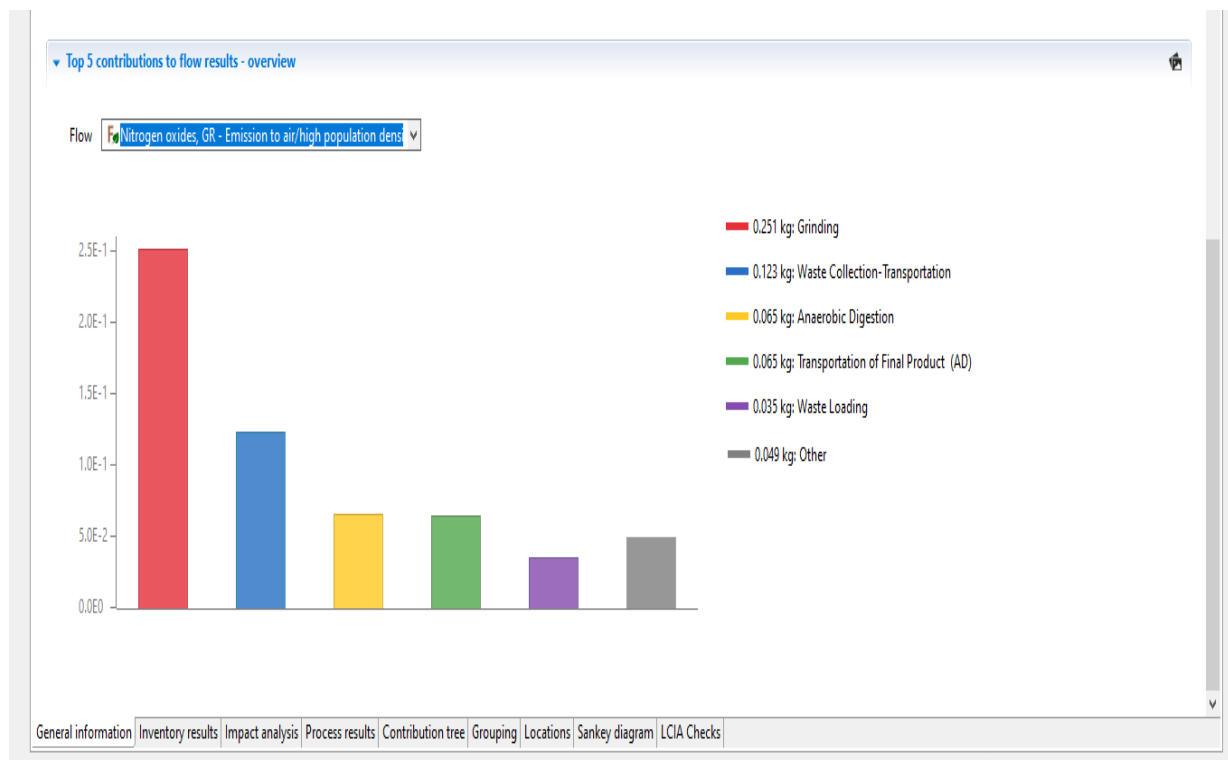 Top 5 contributions to flow results - overview
Flow
Nitrogen oxides, GR - Emission to air/high population densi
2.5E-1
2.0E-1
1.5E-1
1.0E-1
5.0E-2
0.0E0
0.251 kg: Grinding
0.123 kg: Waste Collection-Transportation
0.065 kg: Anaerobic Digestion
0.065 kg: Transportation of Final Product (AD)
0.035 kg: Waste Loading
0.049 kg: Other
General information Inventory results Impact analysis Process results Contribution tree Grouping Locations Sankey diagram LCIA Checks